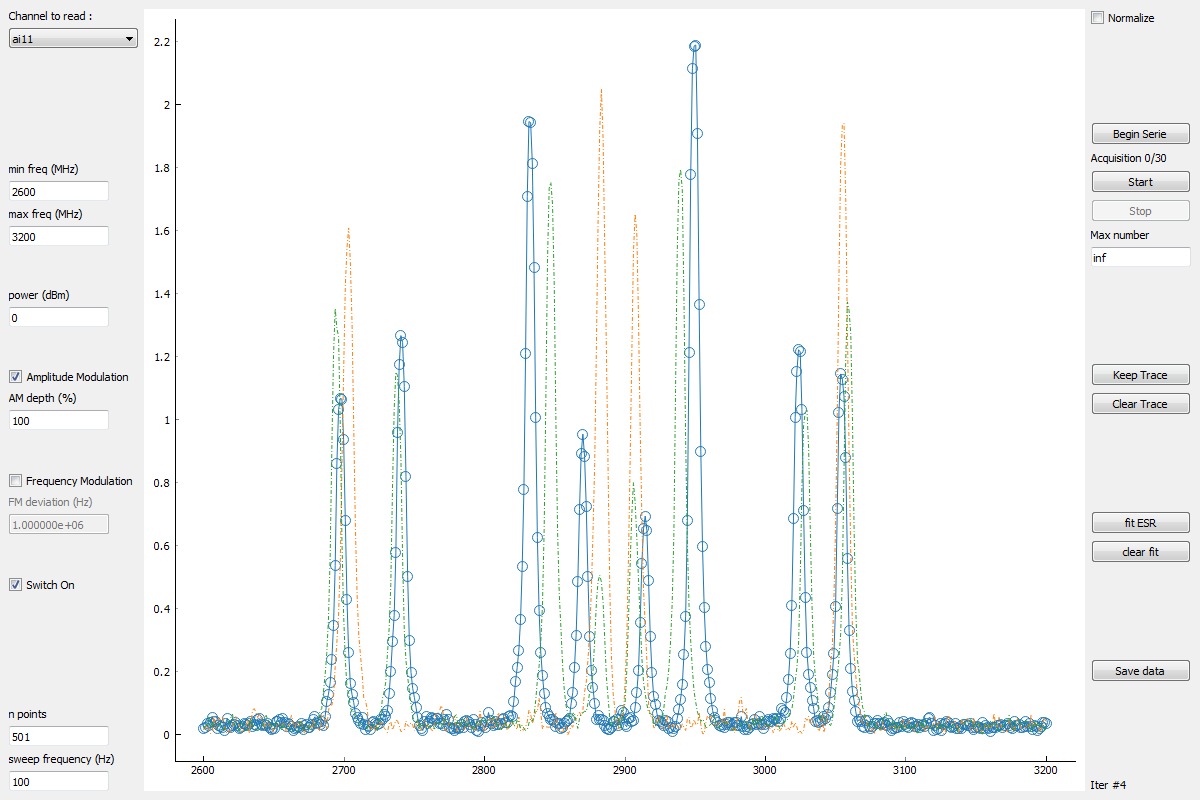 Channel to read :
ai11
min freq (MHz)
2600
max freq (MHz)
3200
power (dBm)
0
Amplitude Modulation
AM depth (%)
100
Frequency Modulation
FM deviation (Hz)
1.000000e+06
Switch On
n points
501
sweep frequency (Hz)
100
2.2
2
1.8
1.6
1.4
1.2
1
0.8
0.6
0.4
0.2
0
2600 2700 2800 2900 3000 3100 3200
Normalize
Begin Serie
Acquisition 0/30
Start
Stop
Max number
inf
Keep Trace
Clear Trace
fit ESR
clear fit
Save data
Iter #4